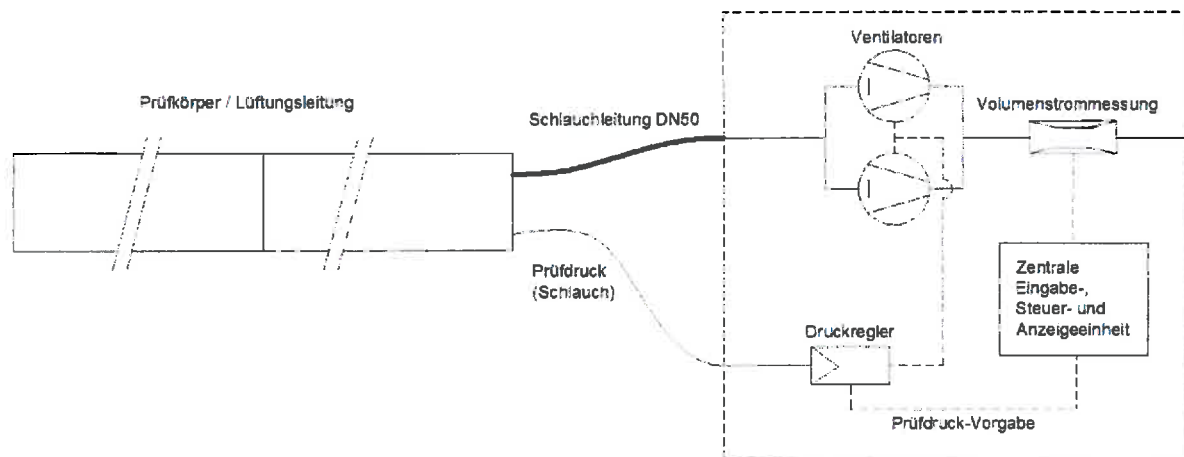 Ventilatoren
Prüfkörper / Lüftungsleitung
Volumenstrommessung
Schlauchleitung DN50
Prüfdruck
(Schlauch)
Zentrale
Eingabe-,
Steuer- und
Anzeigeeinheit
Druckregler
Prüfdruck-Vorgabe